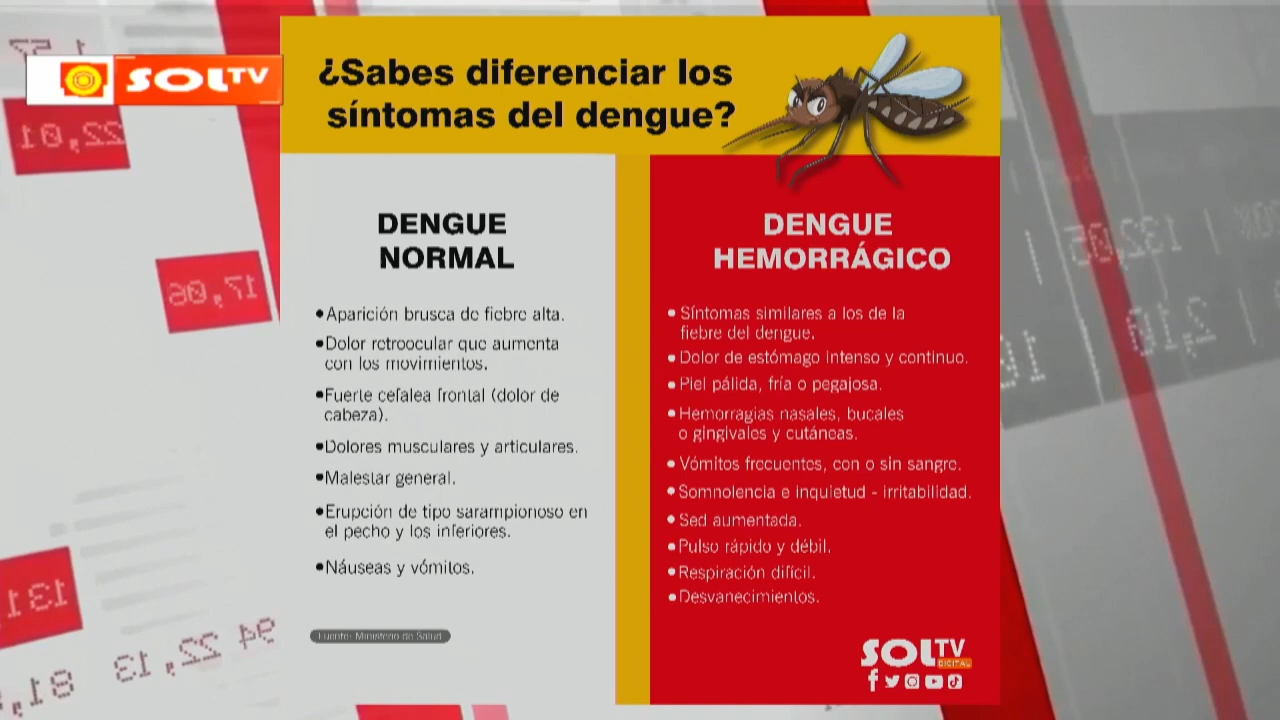 SOLTV
¿Sabes diferenciar los
síntomas del dengue?
DENGUE
NORMAL
•Aparición brusca de fiebre alta.
•Dolor retroocular que aumenta
con los movimientos.
•Fuerte cefalea frontal (dolor de
cabeza).
•Dolores musculares y articulares.
•Malestar general.
•Erupción de tipo sarampionoso en
el pecho y los inferiores.
•Náuseas y vómitos.
Fuente: Ministerio de Salud
DENGUE
HEMORRÁGICO
•Síntomas similares a los de la
fiebre del dengue.
•Dolor de estómago intenso y continuo.
•Piel pálida, fría o pegajosa.
•Hemorragias nasales, bucales
o gingivales y cutáneas.
•Vómitos frecuentes, con o sin sangre.
•Somnolencia e inquietud - irritabilidad.
•Sed aumentada.
•Pulso rápido y débil.
•Respiración difícil.
•Desvanecimientos.
SOLTV
DIGITAL